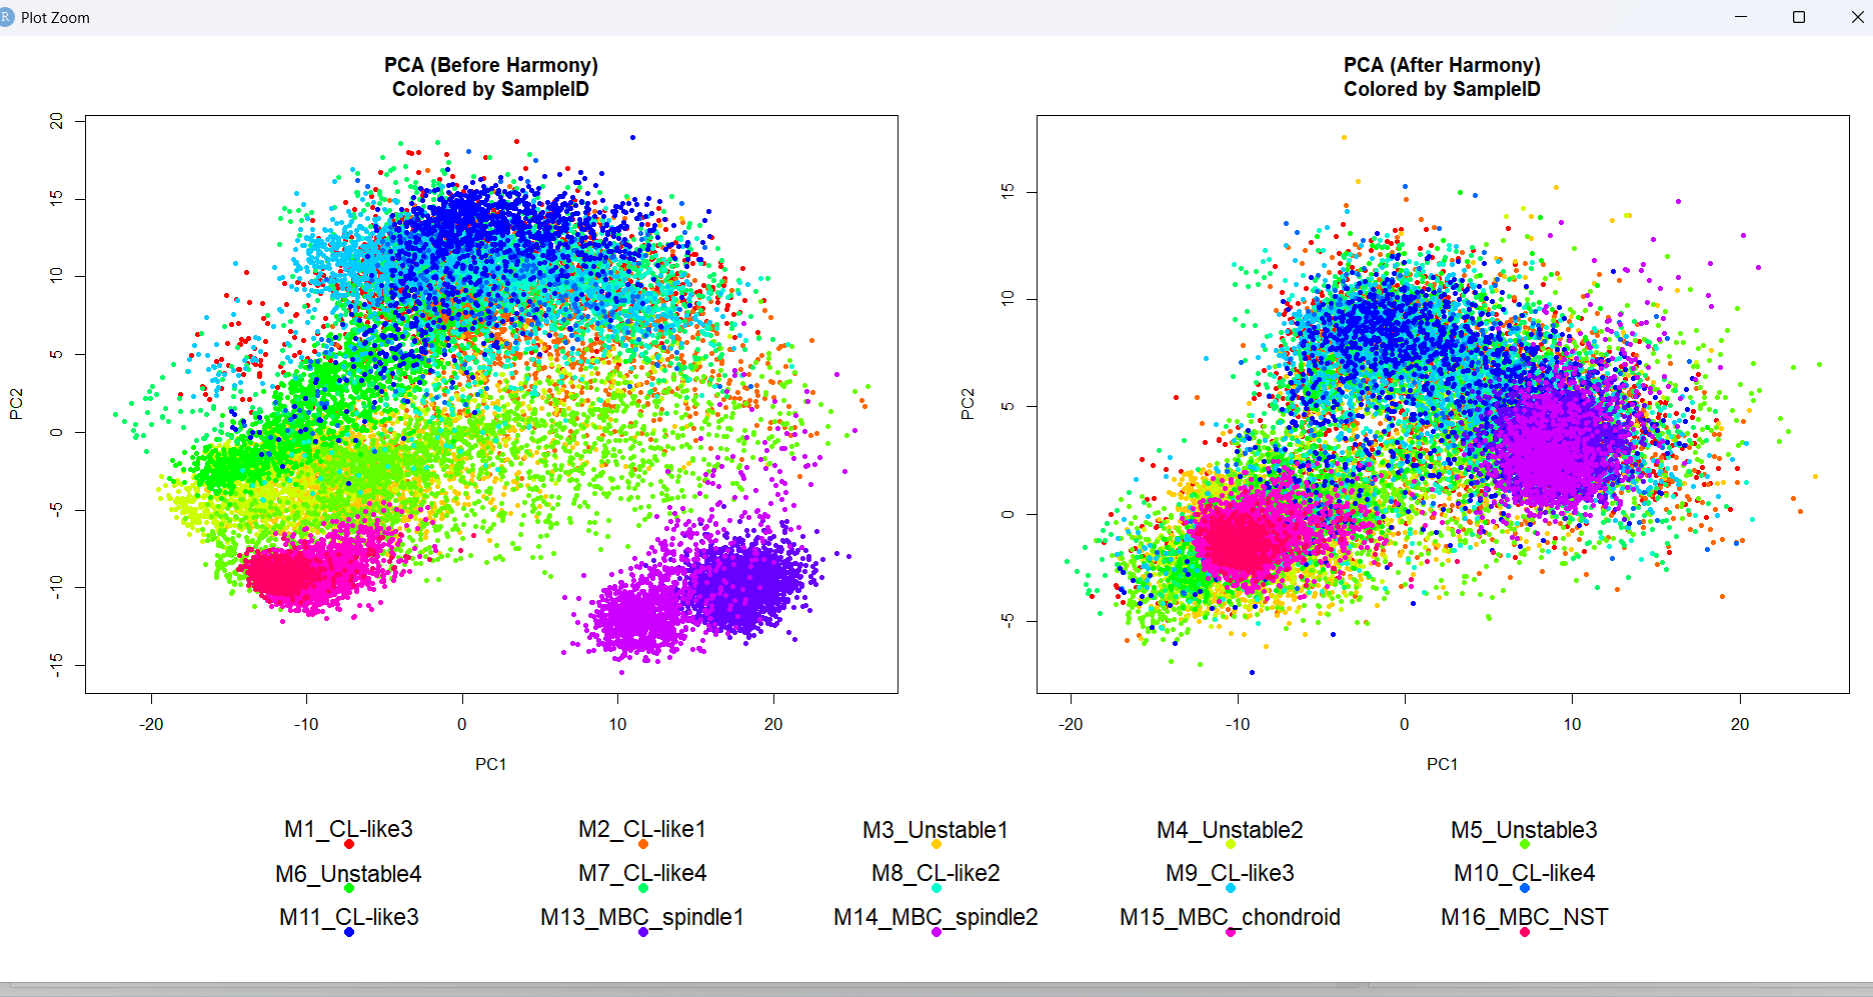 R Plot Zoom
PCA (Before Harmony)
Colored by SampleID
PC2
20
15
10
5
0
-5
-10
-15
-20 -10 0 10 20
PC1
PCA (After Harmony)
Colored by SampleID
PC2
15
10
5
0
-5
-20 -10 0 10 20
PC1
M1_CL-like3 M2_CL-like1 M3_Unstable1 M4_Unstable2 M5_Unstable3
M6_Unstable4 M7_CL-like4 M8_CL-like2 M9_CL-like3 M10_CL-like4
M11_CL-like3 M13_MBC_spindle1 M14_MBC_spindle2 M15_MBC_chondroid M16_MBC_NST